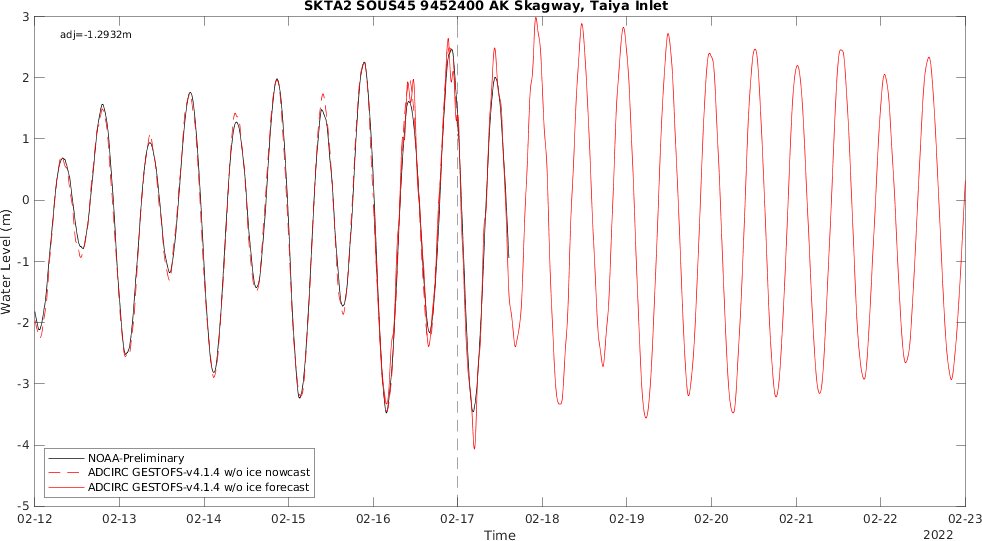 SKTA2 SOUS45 9452400 AK Skagway, Taiya Inlet
adj=-1.2932m
3
2
1
0
-1
-2
-3
-4
-5
Water Level (m)
NOAA-Preliminary
ADCIRC GESTOFS-v4.1.4 w/o ice nowcast
ADCIRC GESTOFS-v4.1.4 w/o ice forecast
02-12 02-13 02-14 02-15 02-16 02-17 02-18 02-19 02-20 02-21 02-22 02-23
Time
2022